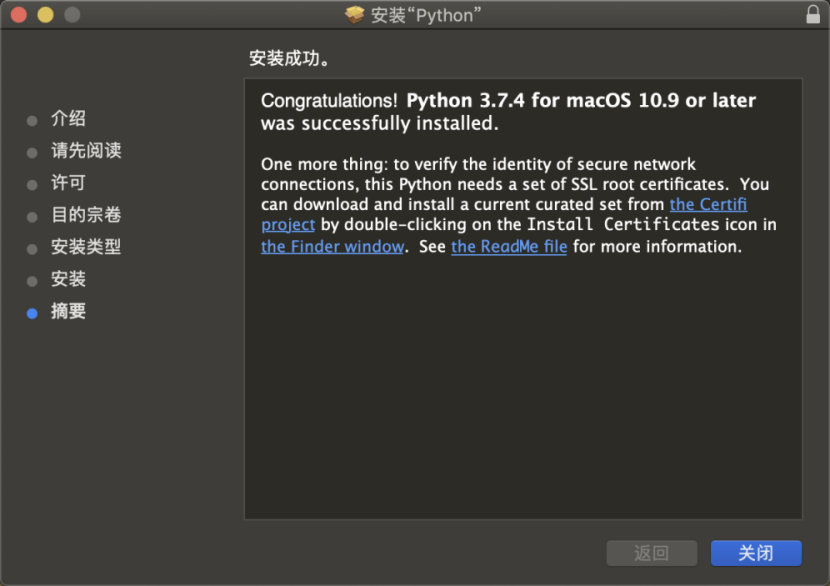 安装“Python”
安装成功。
介绍
请先阅读
许可
目的宗卷
安装类型
安装
摘要
Congratulations! Python 3.7.4 for macOS 10.9 or later
was successfully installed.
One more thing: to verify the identity of secure network
connections, this Python needs a set of SSL root certificates. You
can download and install a current curated set from the Certifi
project by double-clicking on the Install Certificates icon in
the Finder window. See the ReadMe file for more information.
返回
关闭